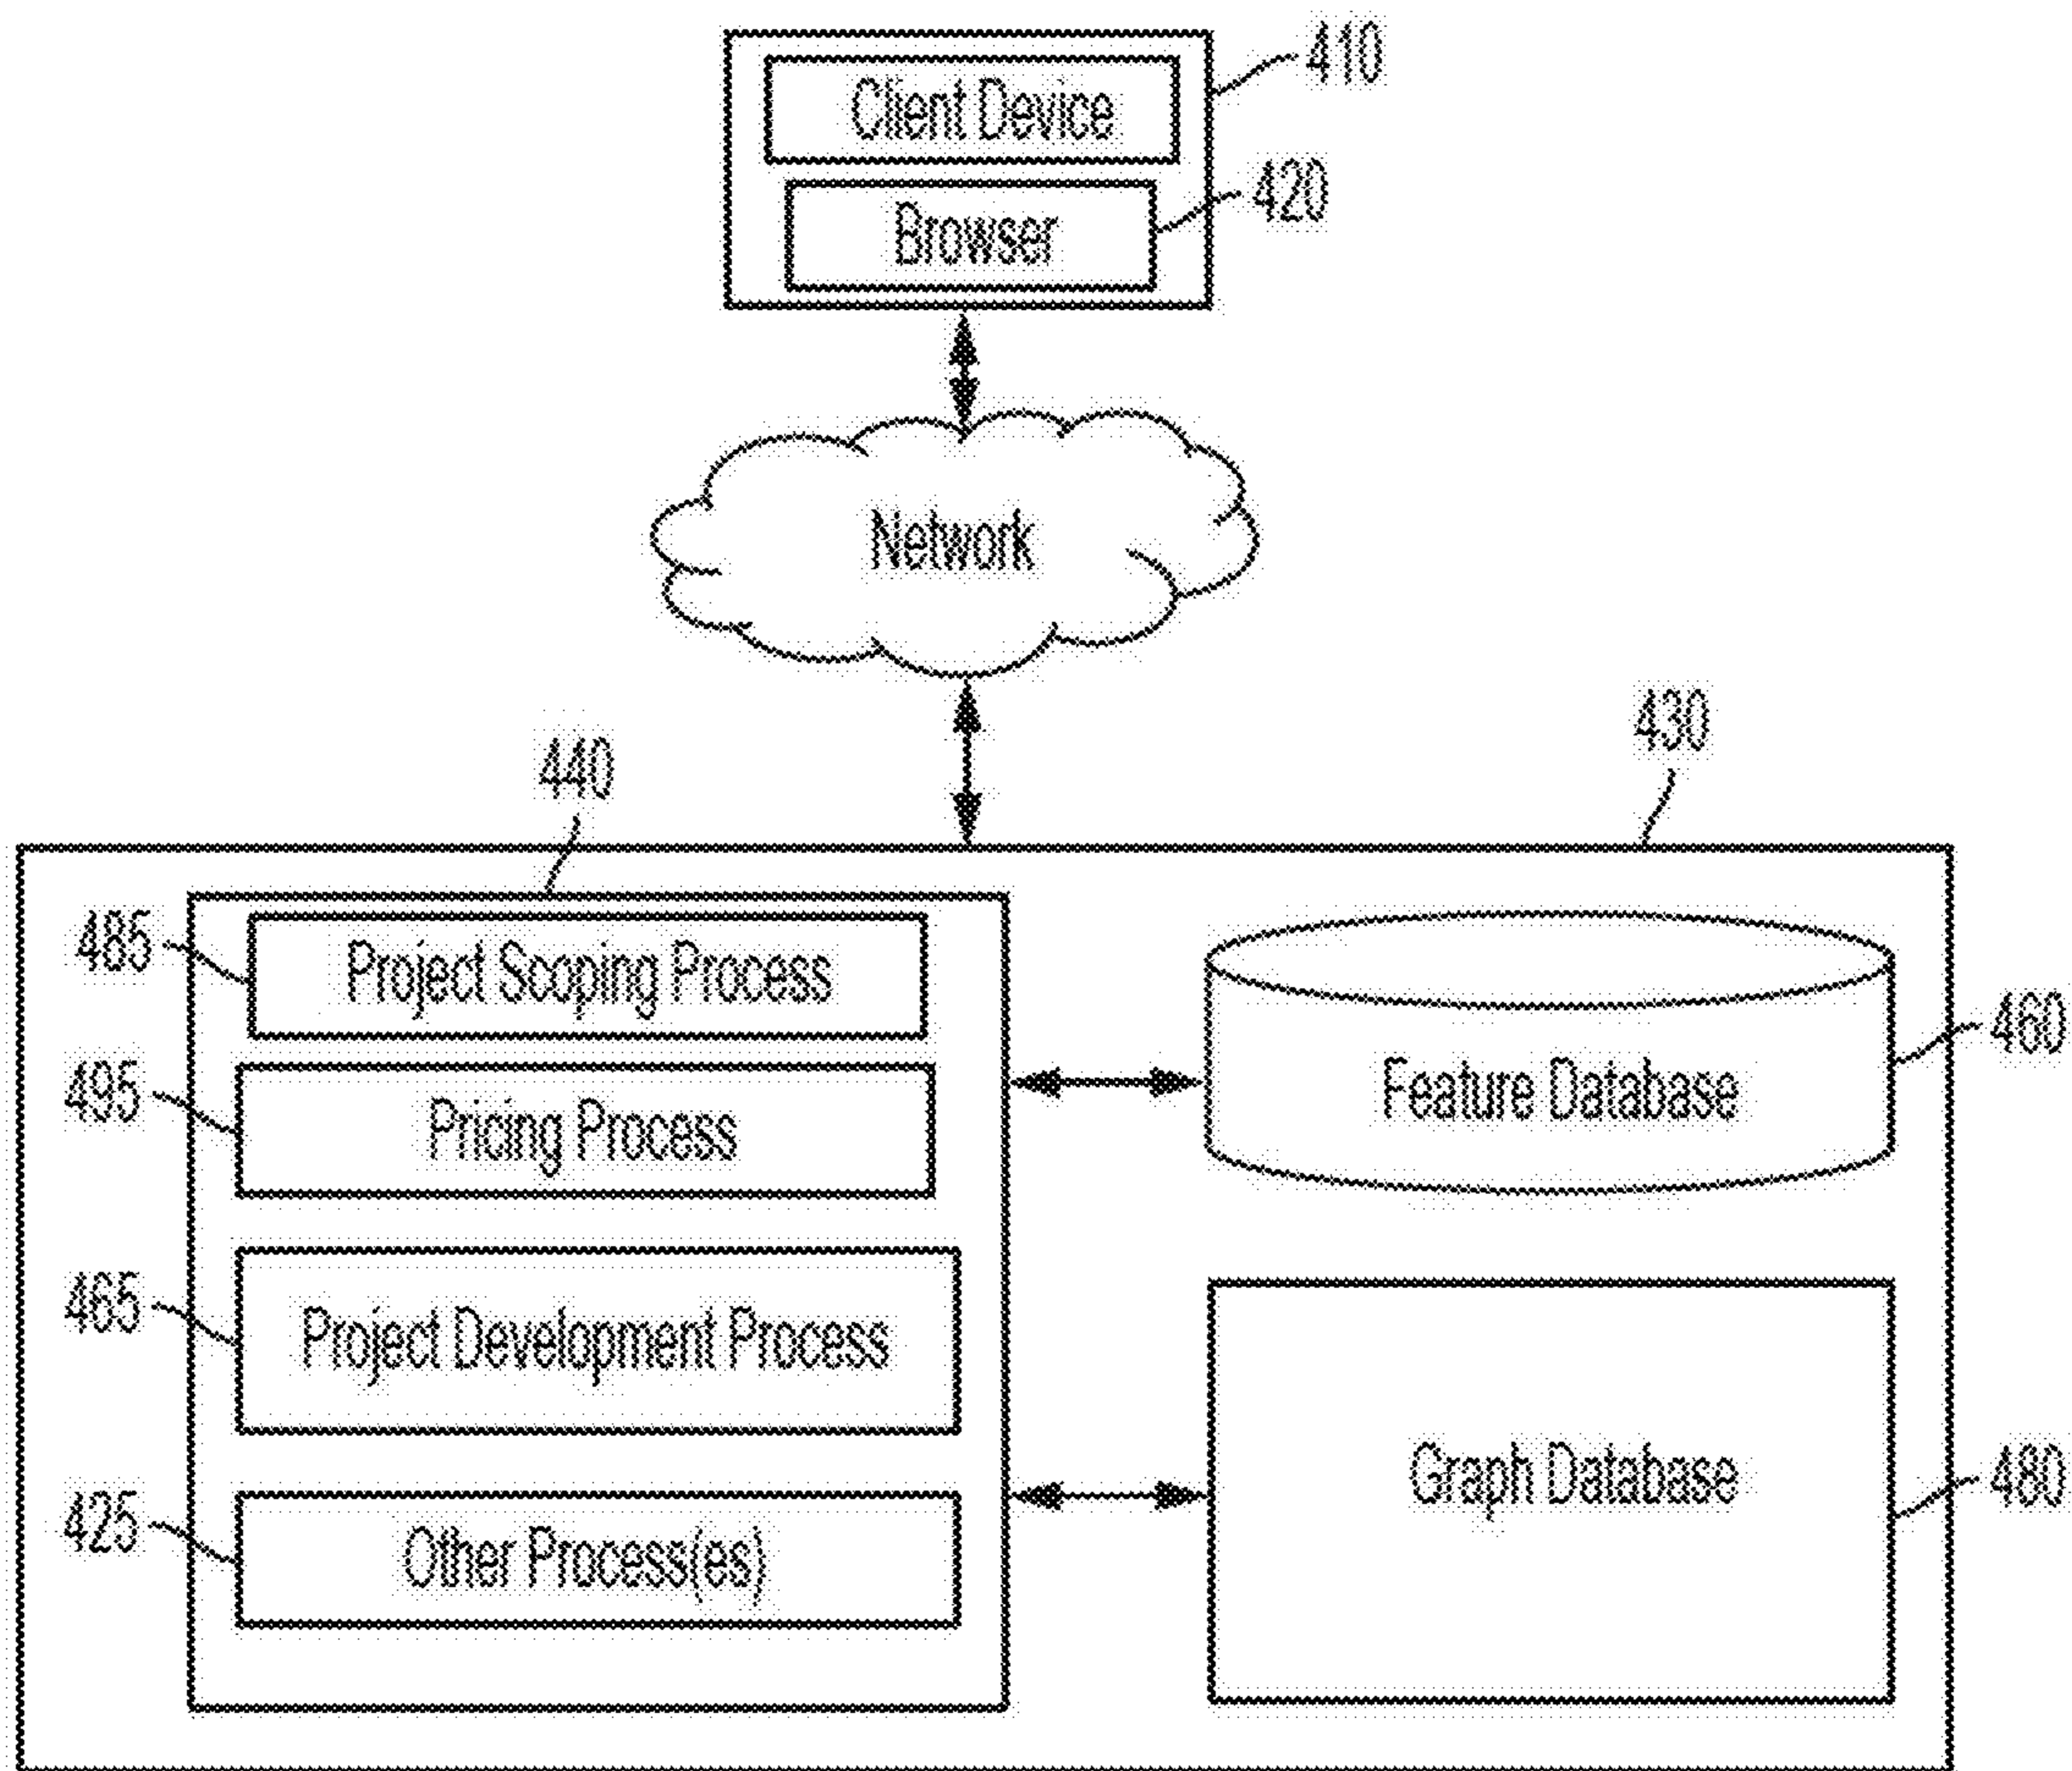 410
Client Device
420
Browser
Network
430
440
485
Project Scoping Process
495
Pricing Process
460
Feature Database
465
Project Development Process
480
Graph Database
425
Other Process(es)